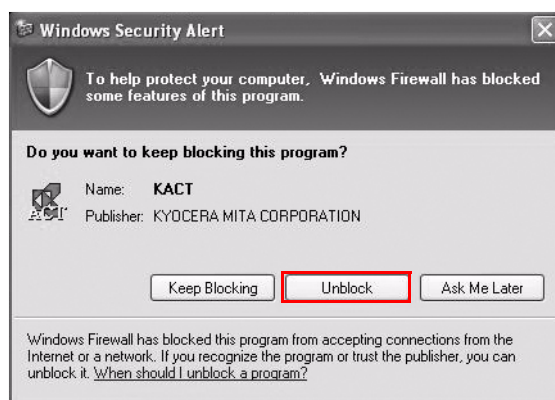 Windows Security Alert
To help protect your computer, Windows Firewall has blocked
some features of this program.
Do you want to keep blocking this program?
Name: KACT
Publisher: KYOCERA MITA CORPORATION
Keep Blocking
Unblock
Ask Me Later
Windows Firewall has blocked this program from accepting connections from the
Internet or a network. If you recognize the program or trust the publisher, you can
unblock it. When should I unblock a program?